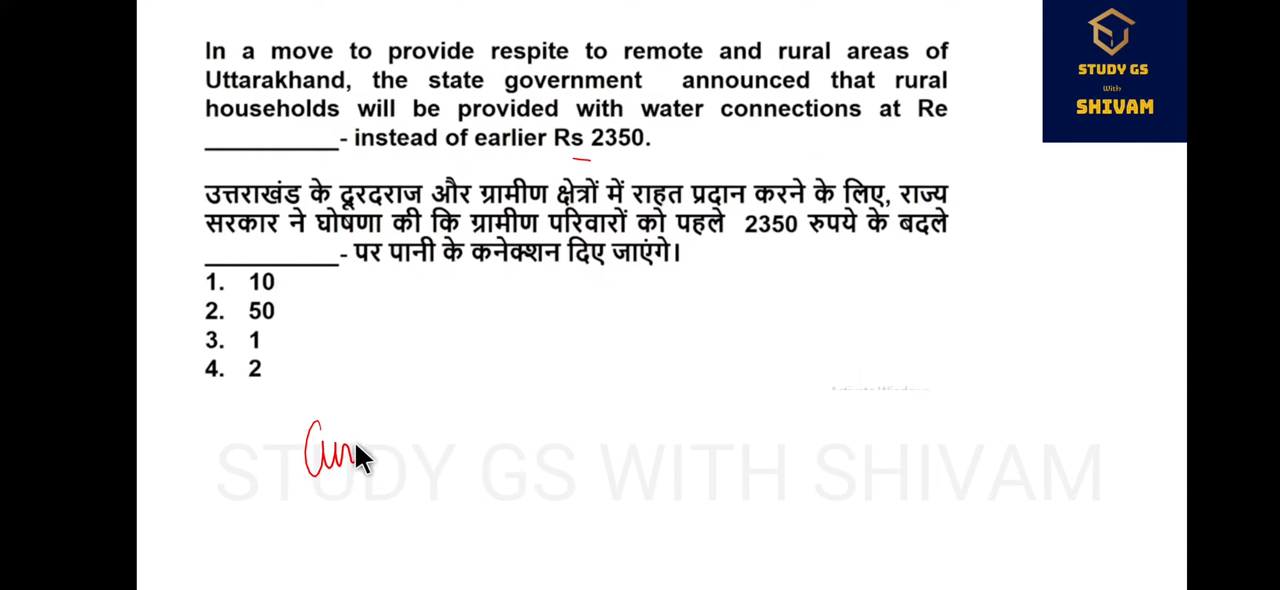 In a move to provide respite to remote and rural areas of
Uttarakhand, the state government announced that rural
households will be provided with water connections at Re
__________- instead of earlier Rs 2350.
उत्तराखंड के दूरदराज और ग्रामीण क्षेत्रों में राहत प्रदान करने के लिए, राज्य
सरकार ने घोषणा की कि ग्रामीण परिवारों को पहले 2350 रुपये के बदले
__________- पर पानी के कनेक्शन दिए जाएंगे।
1. 10
2. 50
3. 1
4. 2
STUDY GS
With
SHIVAM
STUDY GS WITH SHIVAM